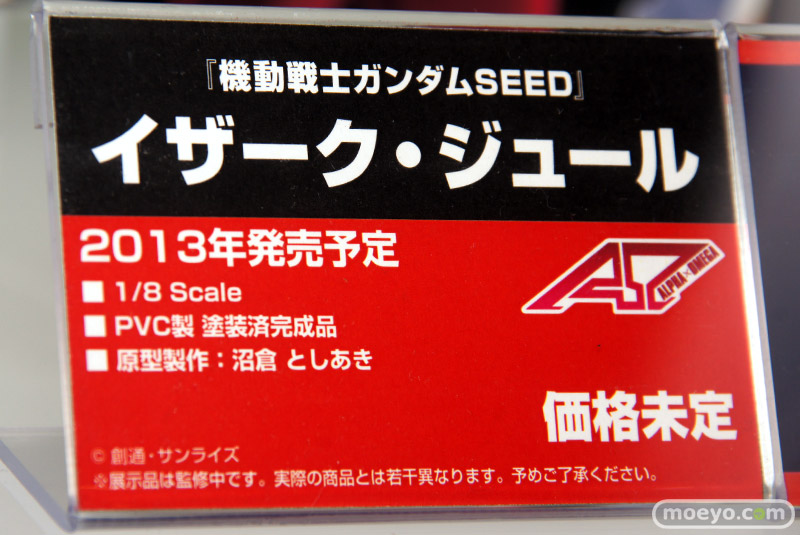 『機動戦士ガンダムSEED』
イザーク・ジュール
2013年発売予定
■ 1/8 Scale
■ PVC製 塗装済完成品
■ 原型製作：沼倉 としあき
ALPHA×OMEGA
価格未定
© 創通・サンライズ
※展示品は監修中です。実際の商品とは若干異なります。予めご了承ください。
moeyo.com